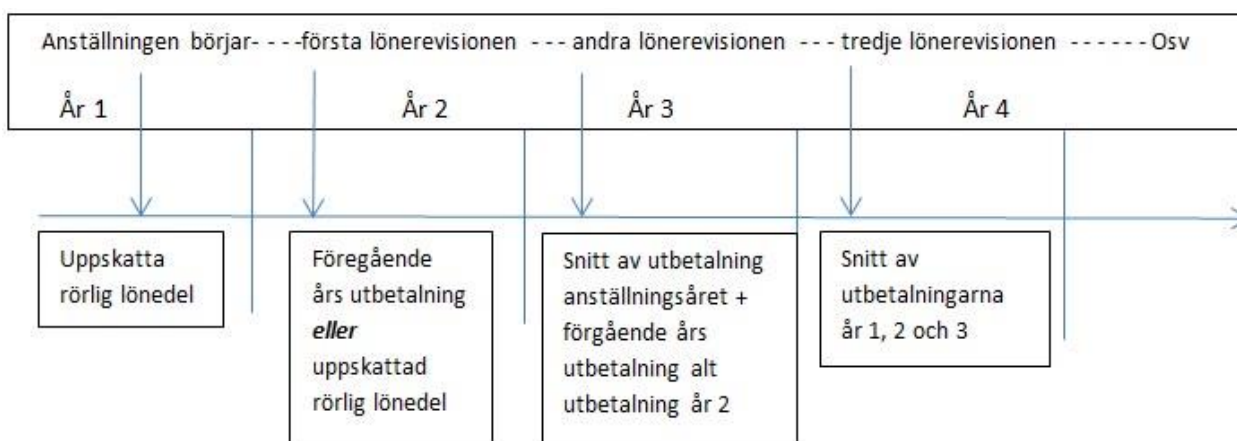 Anställningen börjar- - - -första lönerevisionen - - - andra lönerevisionen - - - tredje lönerevisionen - - - - - - Osv
År 1 År 2 År 3 År 4
Uppskatta
rörlig lönedel
Föregående
års utbetalning
eller
uppskattad
rörlig lönedel
Snitt av utbetalning
anställningsåret +
förgående års
utbetalning alt
utbetalning år 2
Snitt av
utbetalningarna
år 1, 2 och 3